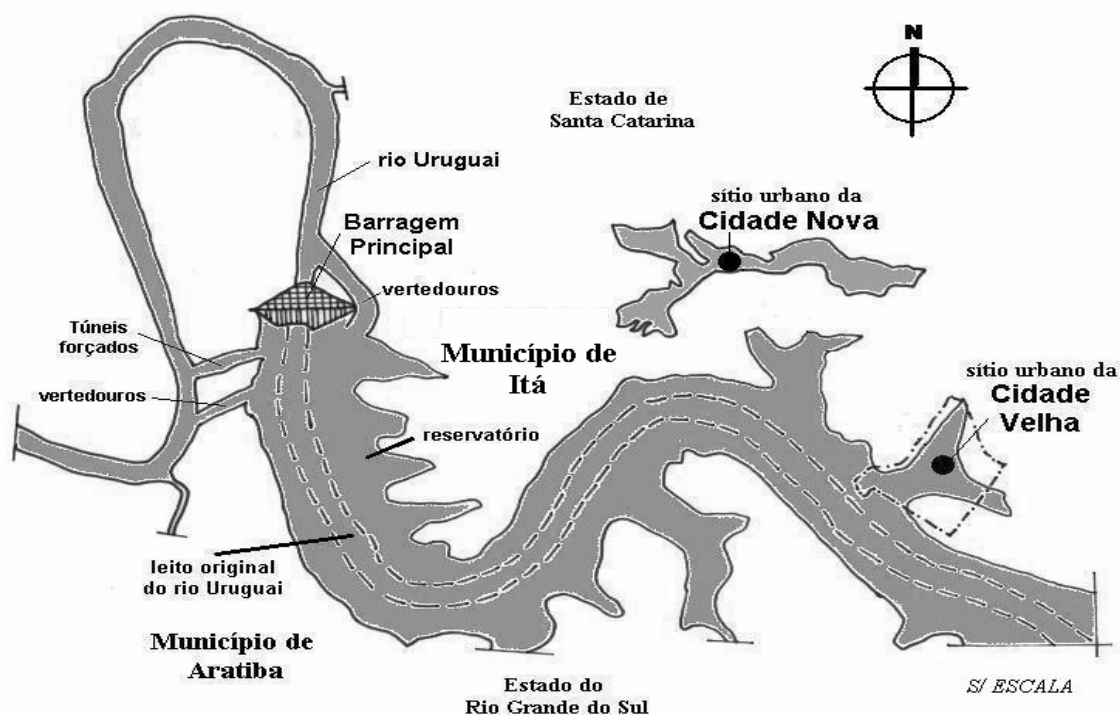 N
Estado de
Santa Catarina
rio Uruguai
sítio urbano da
Cidade Nova
Barragem
Principal
vertedouros
Túneis
forçados
Município de
Itá
sítio urbano da
Cidade
Velha
vertedouros
reservatório
leito original
do rio Uruguai
Município de
Aratiba
Estado do
Rio Grande do Sul
S/ ESCALA